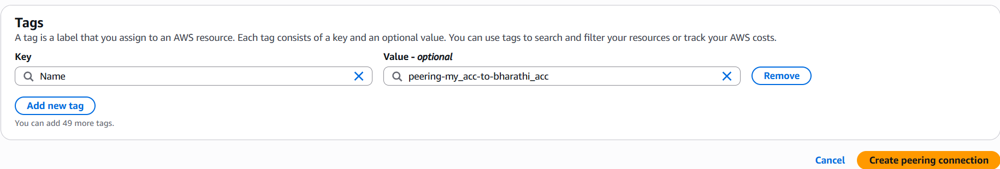 Tags
A tag is a label that you assign to an AWS resource. Each tag consists of a key and an optional value. You can use tags to search and filter your resources or track your AWS costs.
Key
Value - optional
Name
peering-my_acc-to-bharathi_acc
Remove
Add new tag
You can add 49 more tags.
Cancel
Create peering connection